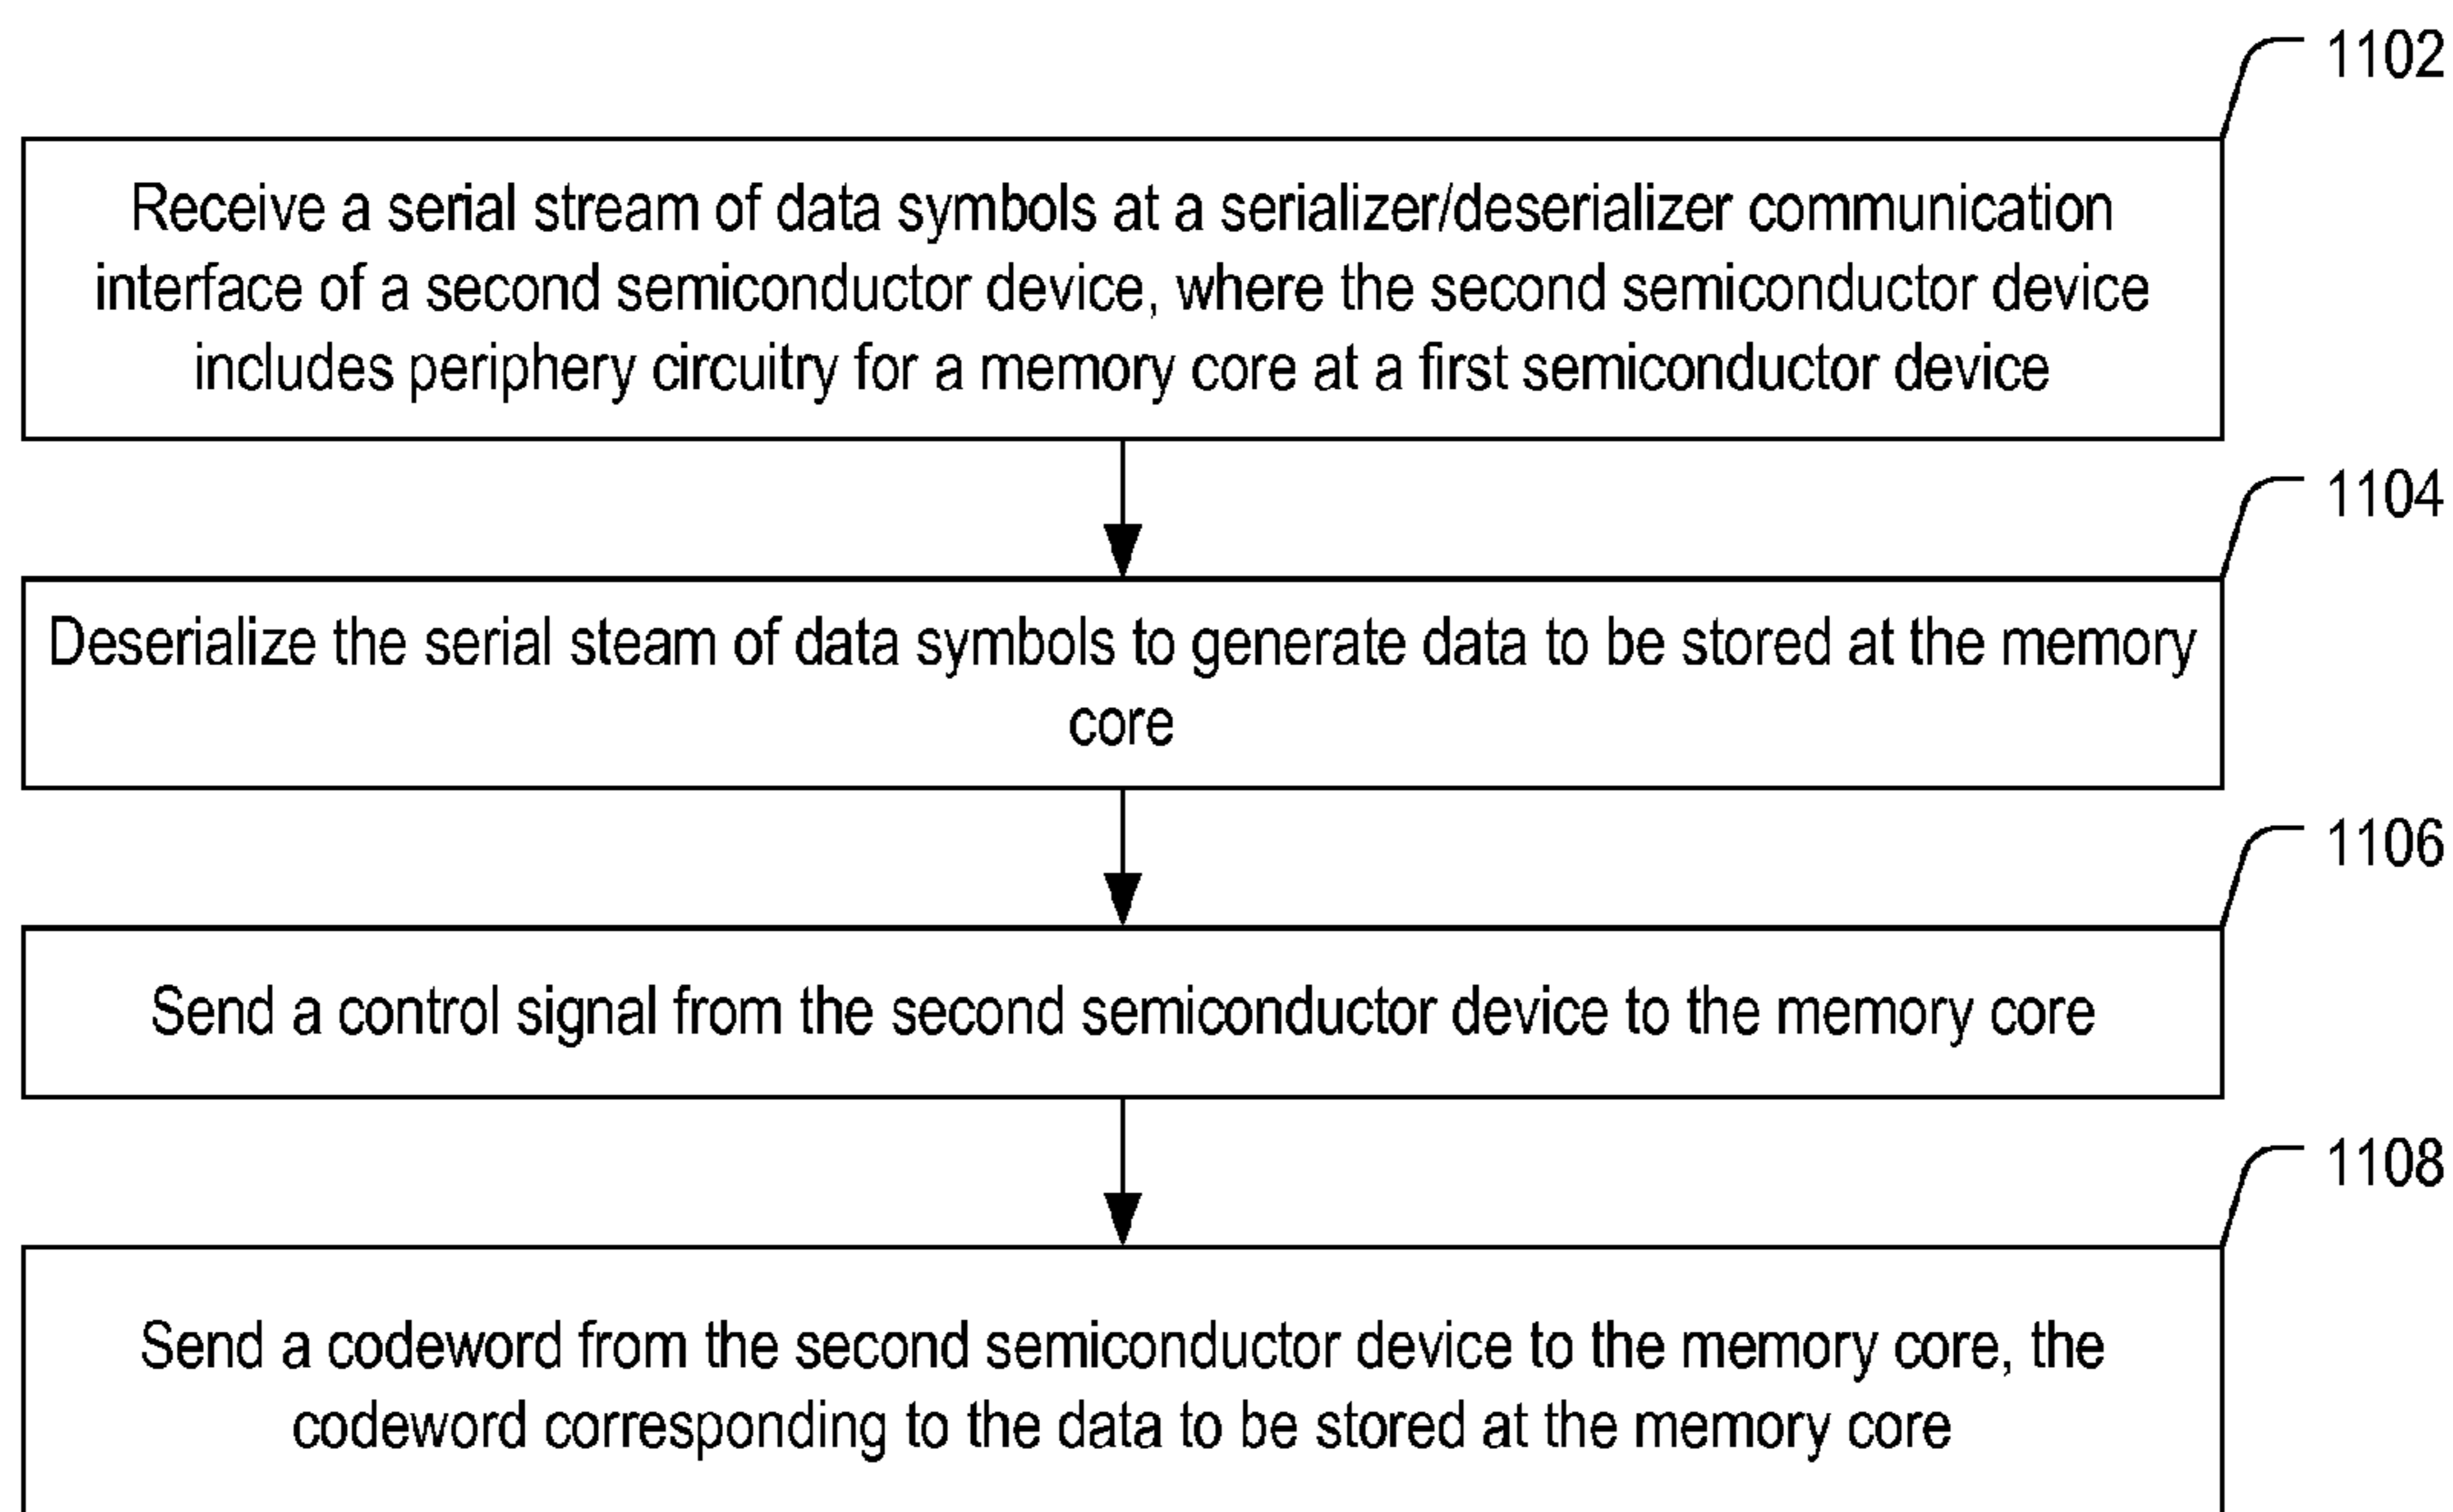 1102
Receive a serial stream of data symbols at a serializer/deserializer communication
interface of a second semiconductor device, where the second semiconductor device
includes periphery circuitry for a memory core at a first semiconductor device
1104
Deserialize the serial steam of data symbols to generate data to be stored at the memory
core
1106
Send a control signal from the second semiconductor device to the memory core
1108
Send a codeword from the second semiconductor device to the memory core, the
codeword corresponding to the data to be stored at the memory core